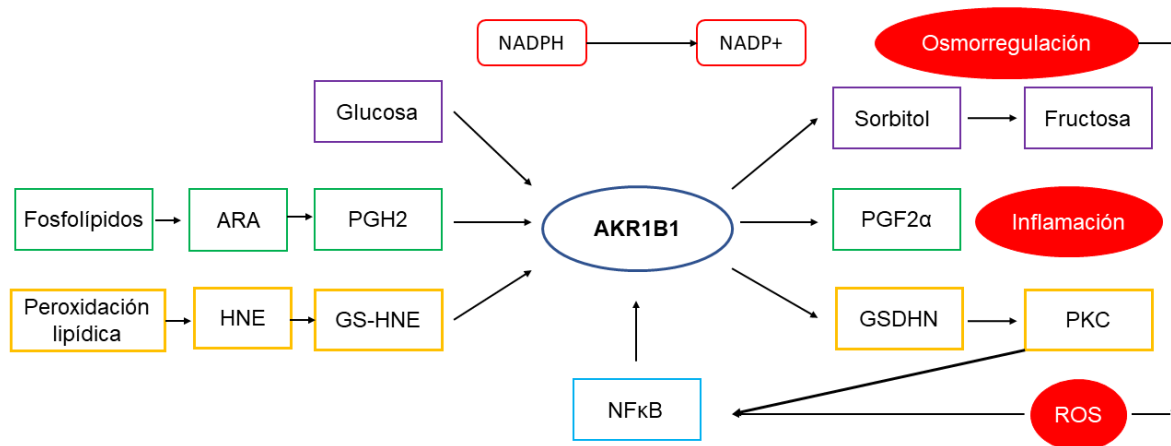 NADPH
NADP+
Osmorregulación
Glucosa
Sorbitol
Fructosa
Fosfolípidos
ARA
PGH2
AKR1B1
PGF2α
Inflamación
Peroxidación
lipídica
HNE
GS-HNE
GSDHN
PKC
NFκB
ROS